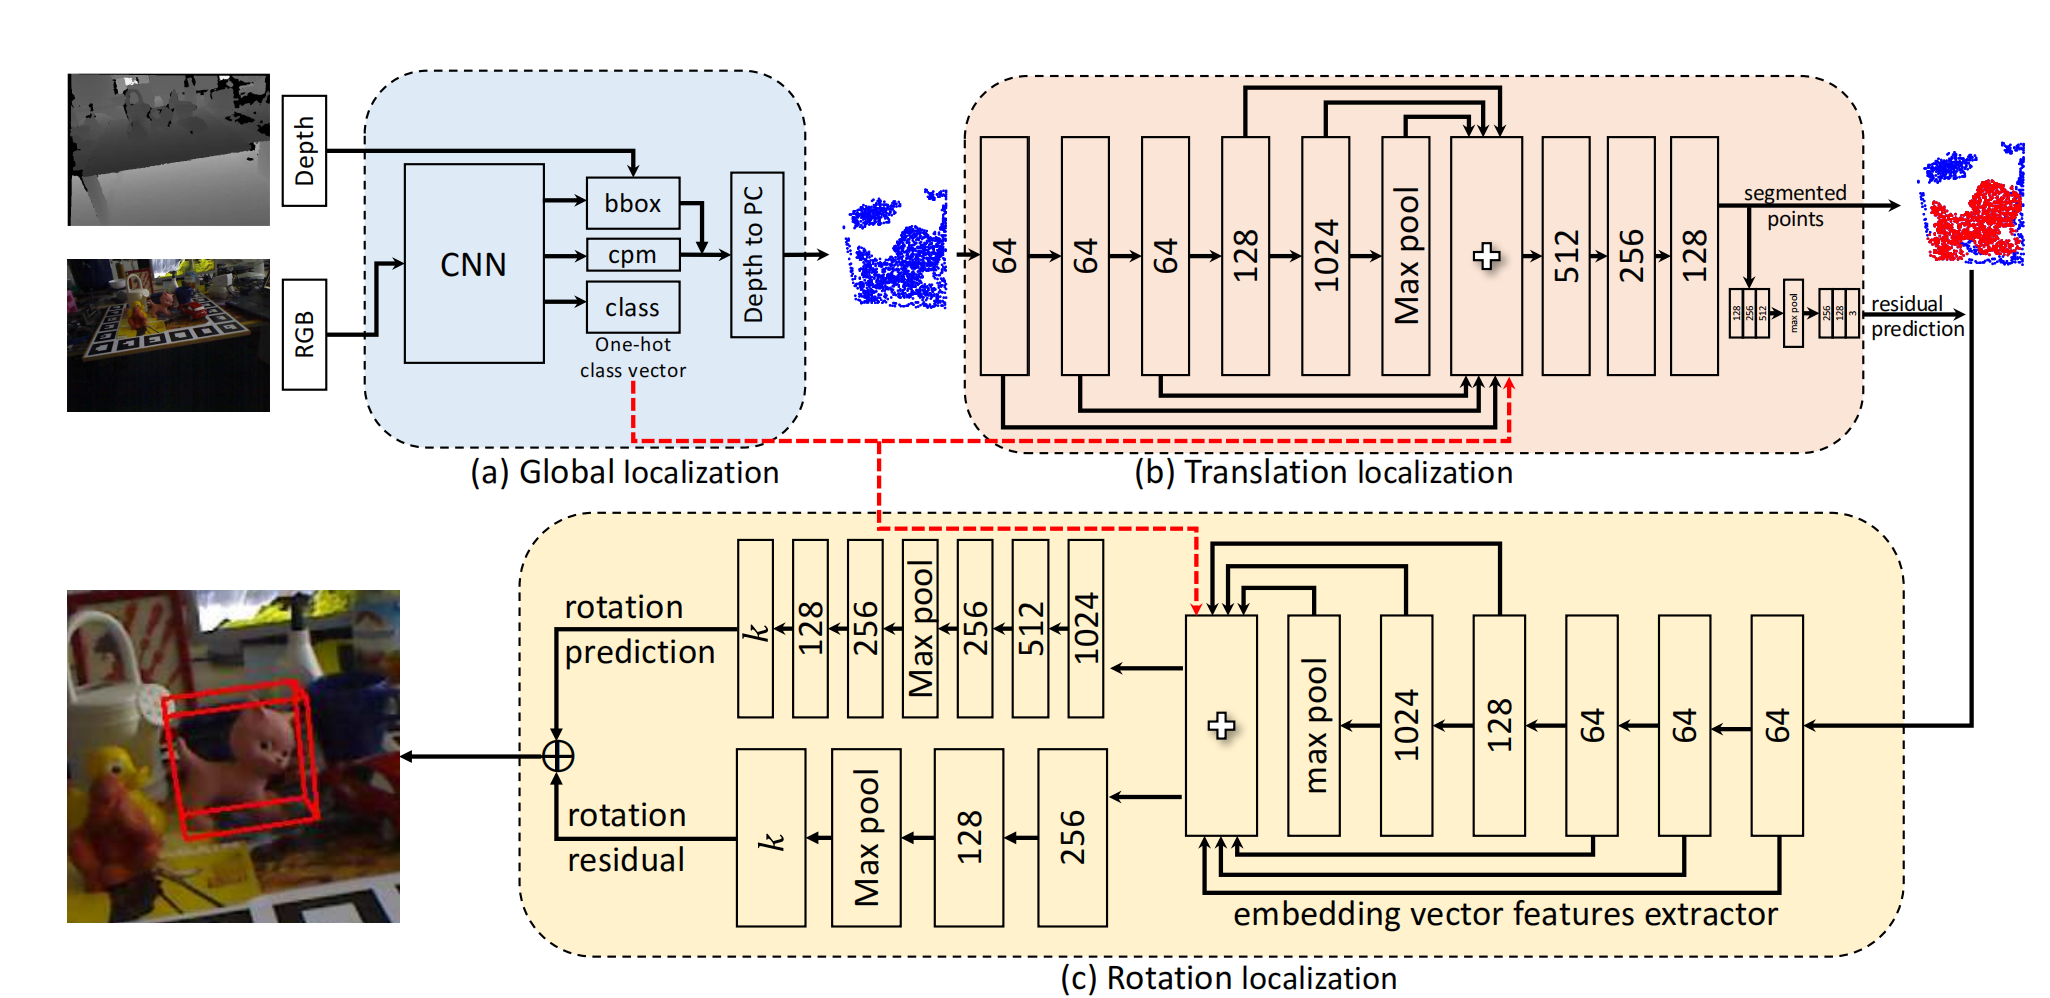 Depth
RGB
CNN
bbox
cpm
class
One-hot
class vector
Depth to PC
(a) Global localization
64
64
64
128
1024
Max pool
512
256
128
segmented
points
128
256
512
max pool
256
128
3
residual
prediction
(b) Translation localization
64
64
64
128
1024
max pool
embedding vector features extractor
1024
512
256
Max pool
256
128
k
rotation
prediction
256
128
Max pool
k
rotation
residual
(c) Rotation localization